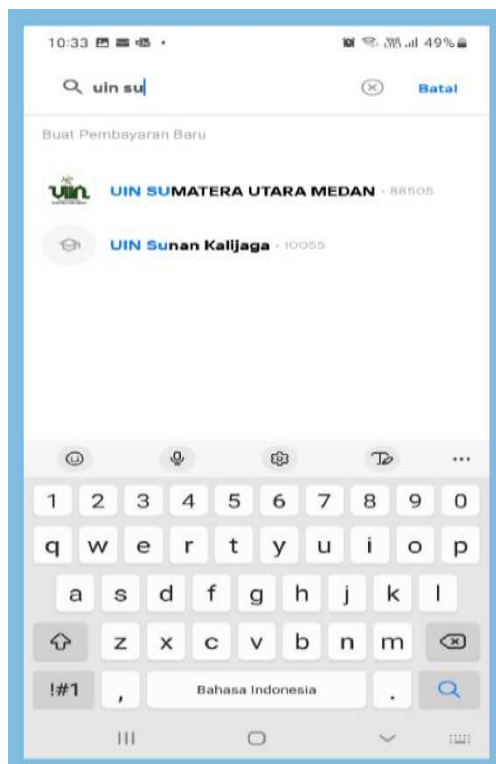 10:33 49%
uin su Batal
Buat Pembayaran Baru
UIN UIN SUMATERA UTARA MEDAN · 88505
UIN Sunan Kalijaga · 10055
1 2 3 4 5 6 7 8 9 0
q w e r t y u i o p
a s d f g h j k l
z x c v b n m
!#1 , Bahasa Indonesia .